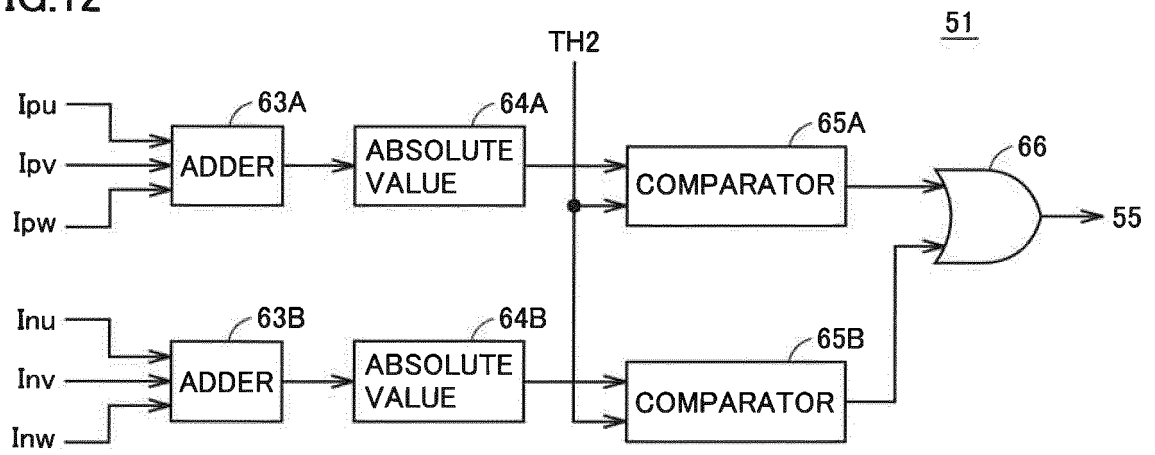 FIG.12
51
TH2
Ipu
Ipv
Ipw
63A
ADDER
64A
ABSOLUTE
VALUE
65A
COMPARATOR
66
55
Inu
Inv
Inw
63B
ADDER
64B
ABSOLUTE
VALUE
65B
COMPARATOR